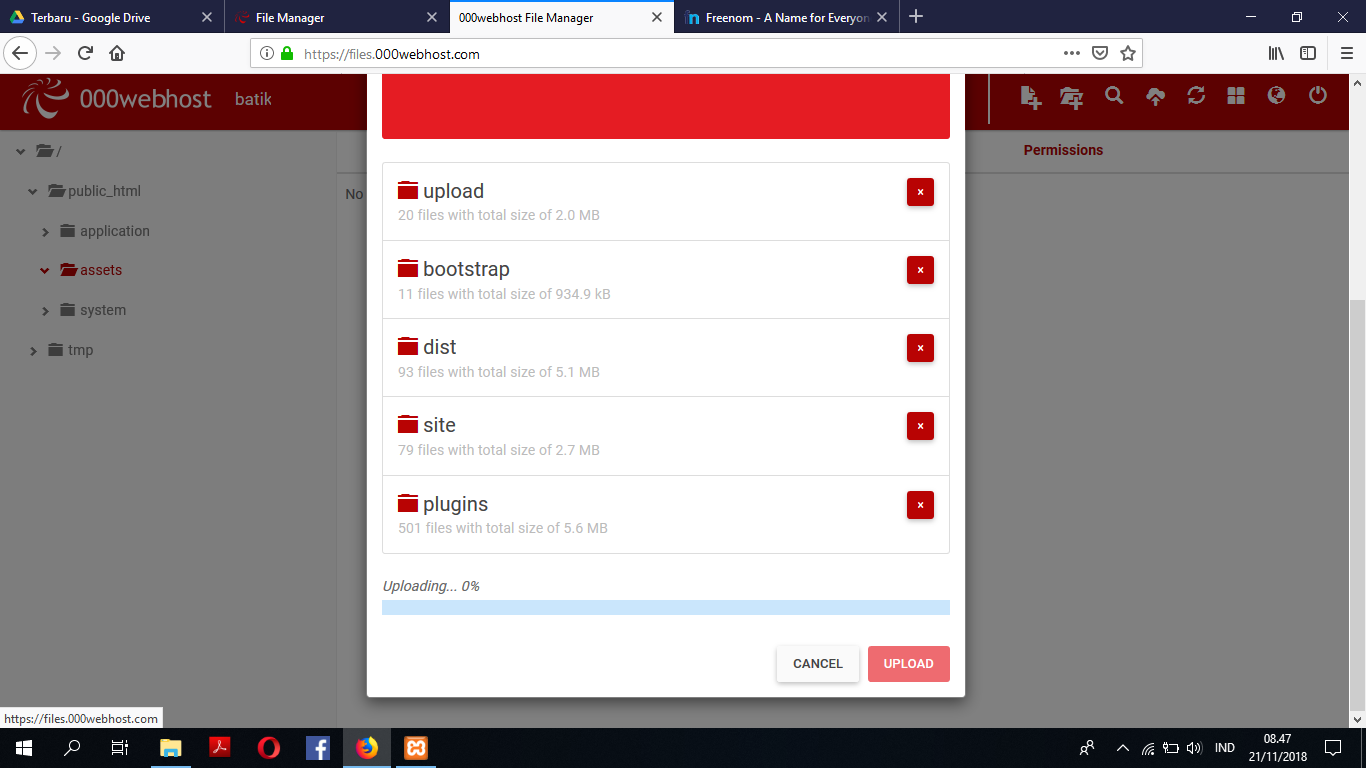 Terbaru - Google Drive
File Manager
000webhost File Manager
Freenom - A Name for Everyon
https://files.000webhost.com
000webhost
batik
/
public_html
application
assets
system
tmp
No
Permissions
upload
20 files with total size of 2.0 MB
bootstrap
11 files with total size of 934.9 kB
dist
93 files with total size of 5.1 MB
site
79 files with total size of 2.7 MB
plugins
501 files with total size of 5.6 MB
Uploading... 0%
CANCEL
UPLOAD
https://files.000webhost.com
IND
08.47
21/11/2018